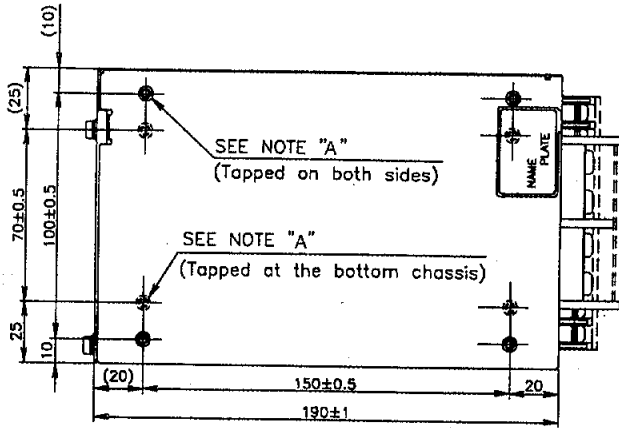 (10)
(25)
SEE NOTE "A"
(Tapped on both sides)
NAME
PLATE
70±0.5
100±0.5
SEE NOTE "A"
(Tapped at the bottom chassis)
25
10
(20)
150±0.5
20
190±1